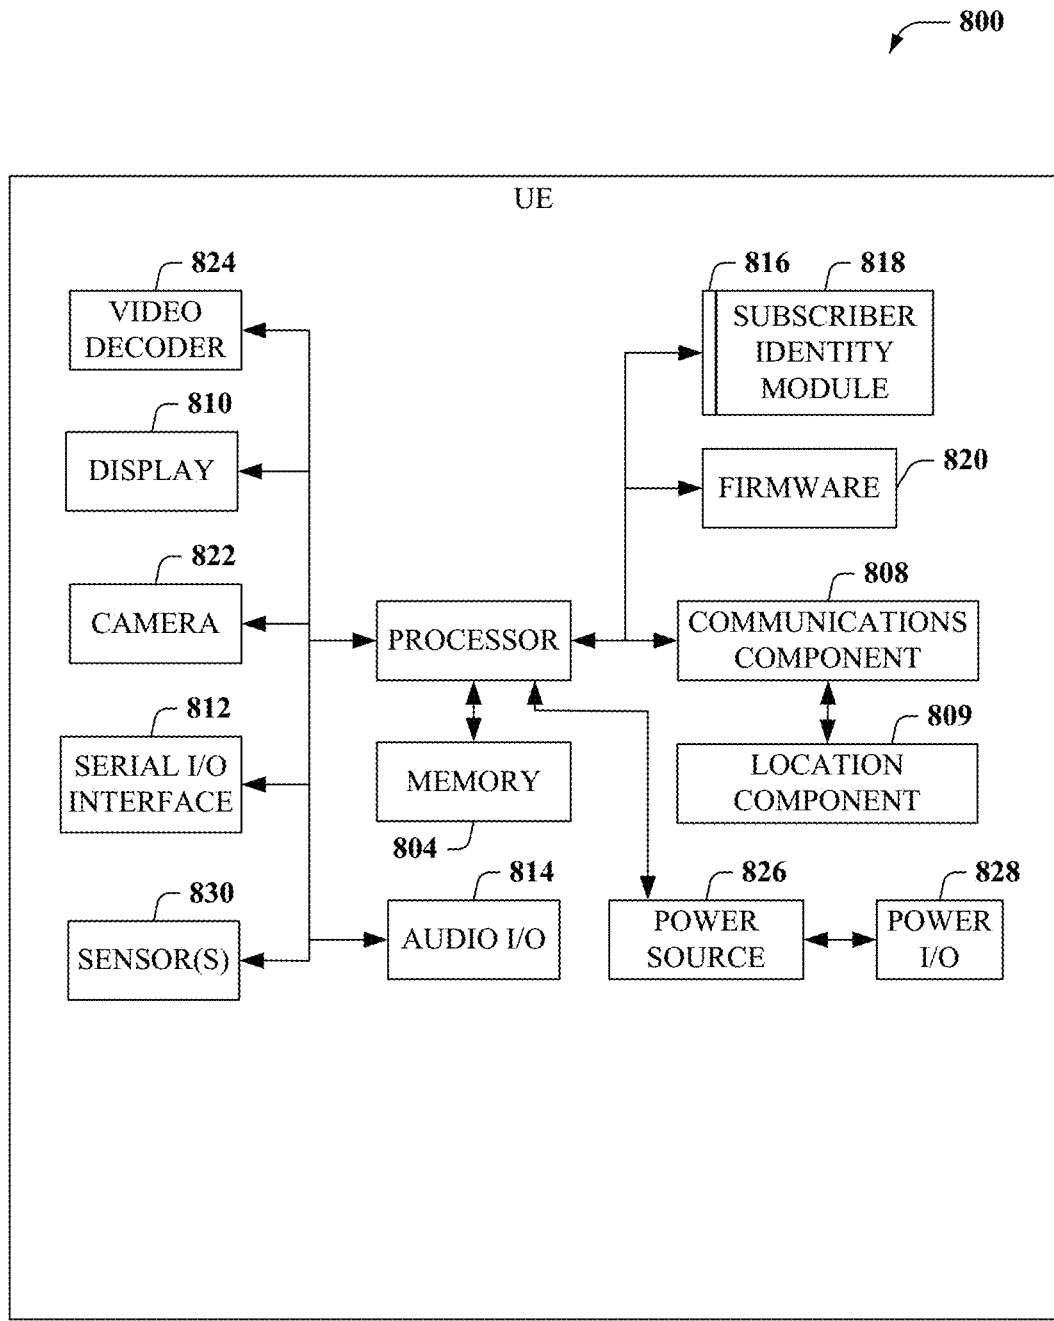 800
UE
824
VIDEO
DECODER
810
DISPLAY
822
CAMERA
812
SERIAL I/O
INTERFACE
830
SENSOR(S)
PROCESSOR
MEMORY
804
814
AUDIO I/O
816
818
SUBSCRIBER
IDENTITY
MODULE
820
FIRMWARE
808
COMMUNICATIONS
COMPONENT
809
LOCATION
COMPONENT
826
POWER
SOURCE
828
POWER
I/O